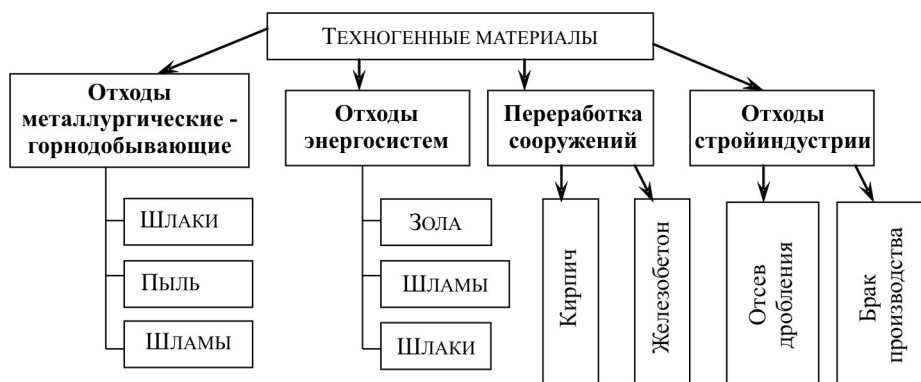 ТЕХНОГЕННЫЕ МАТЕРИАЛЫ
Отходы
металлургические -
горнодобывающие
Отходы
энергосистем
Переработка
сооружений
Отходы
стройиндустрии
ШЛАКИ
ПЫЛЬ
ШЛАМЫ
ЗОЛА
ШЛАМЫ
ШЛАКИ
Кирпич
Железобетон
Отсев
дробления
Брак
производства